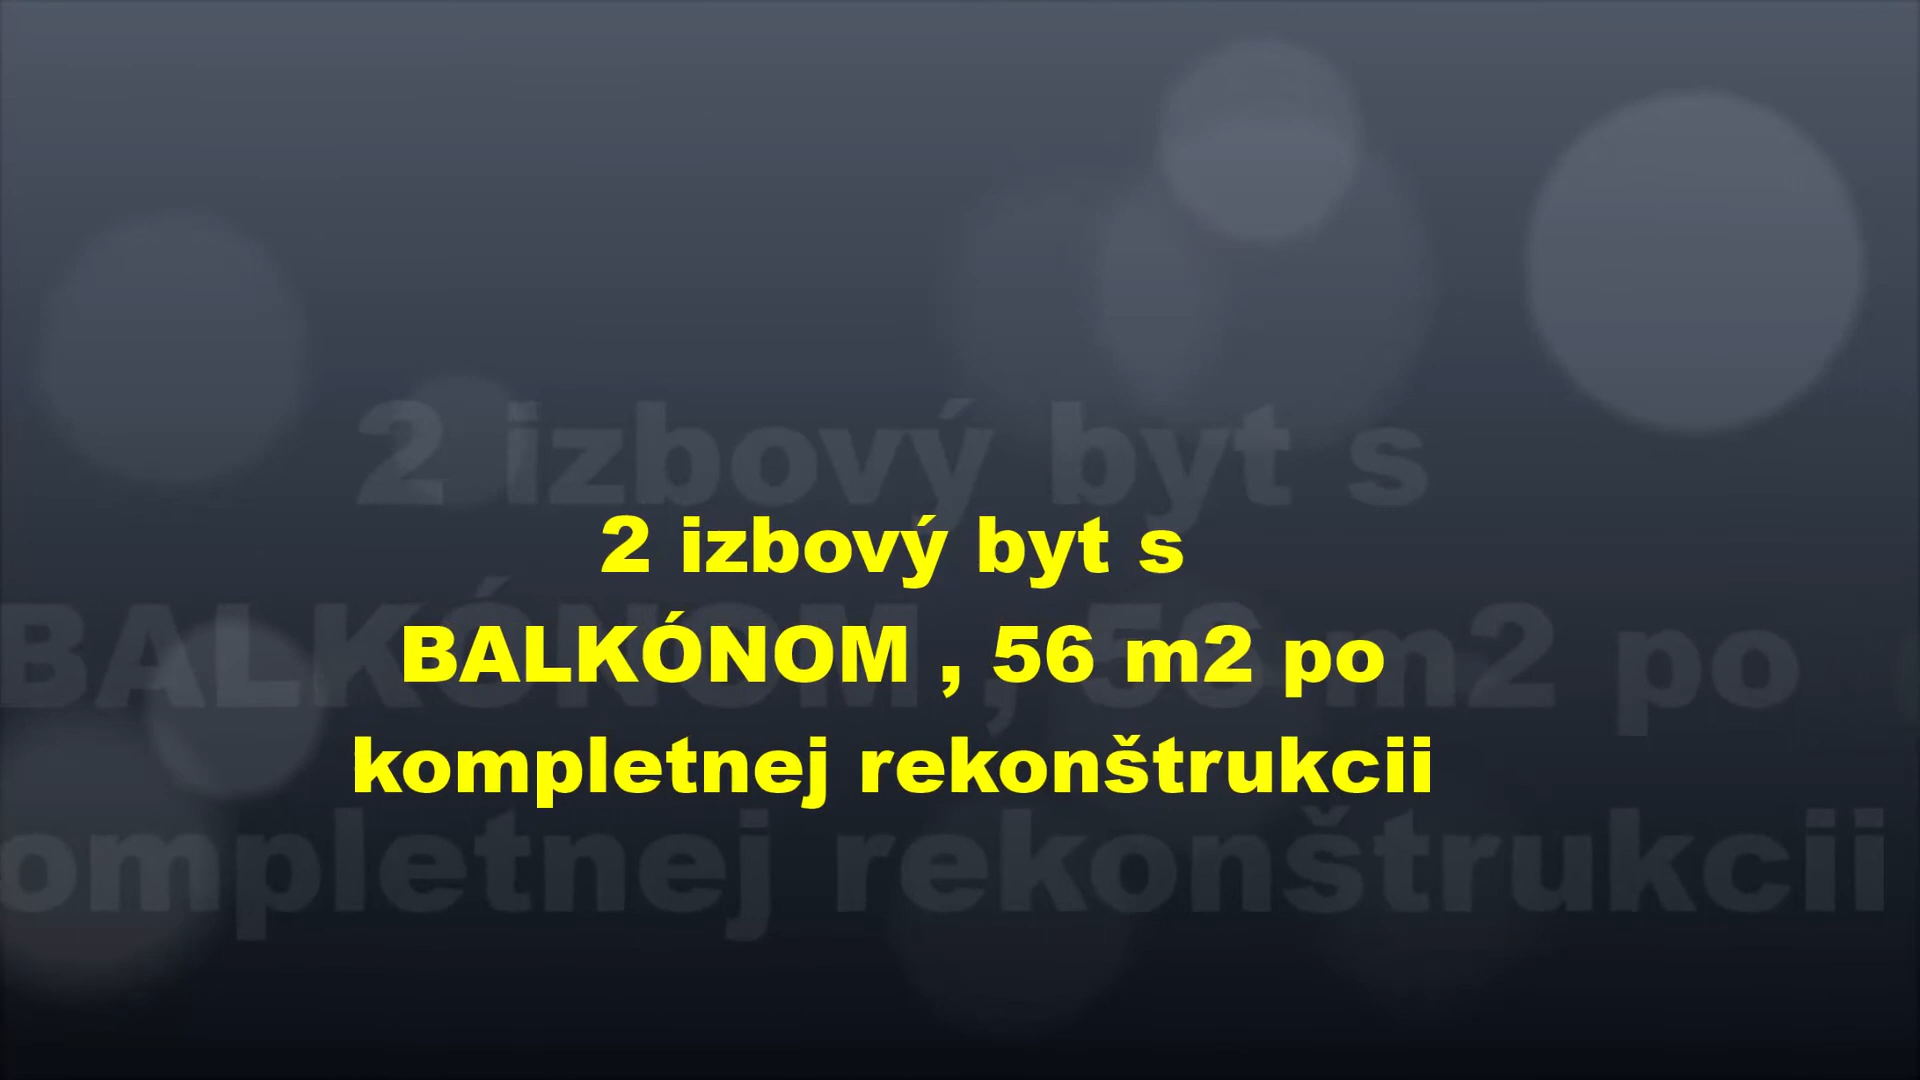 2 izbový byt s
BALKÓNOM , 56 m2 po
kompletnej rekonštrukcii